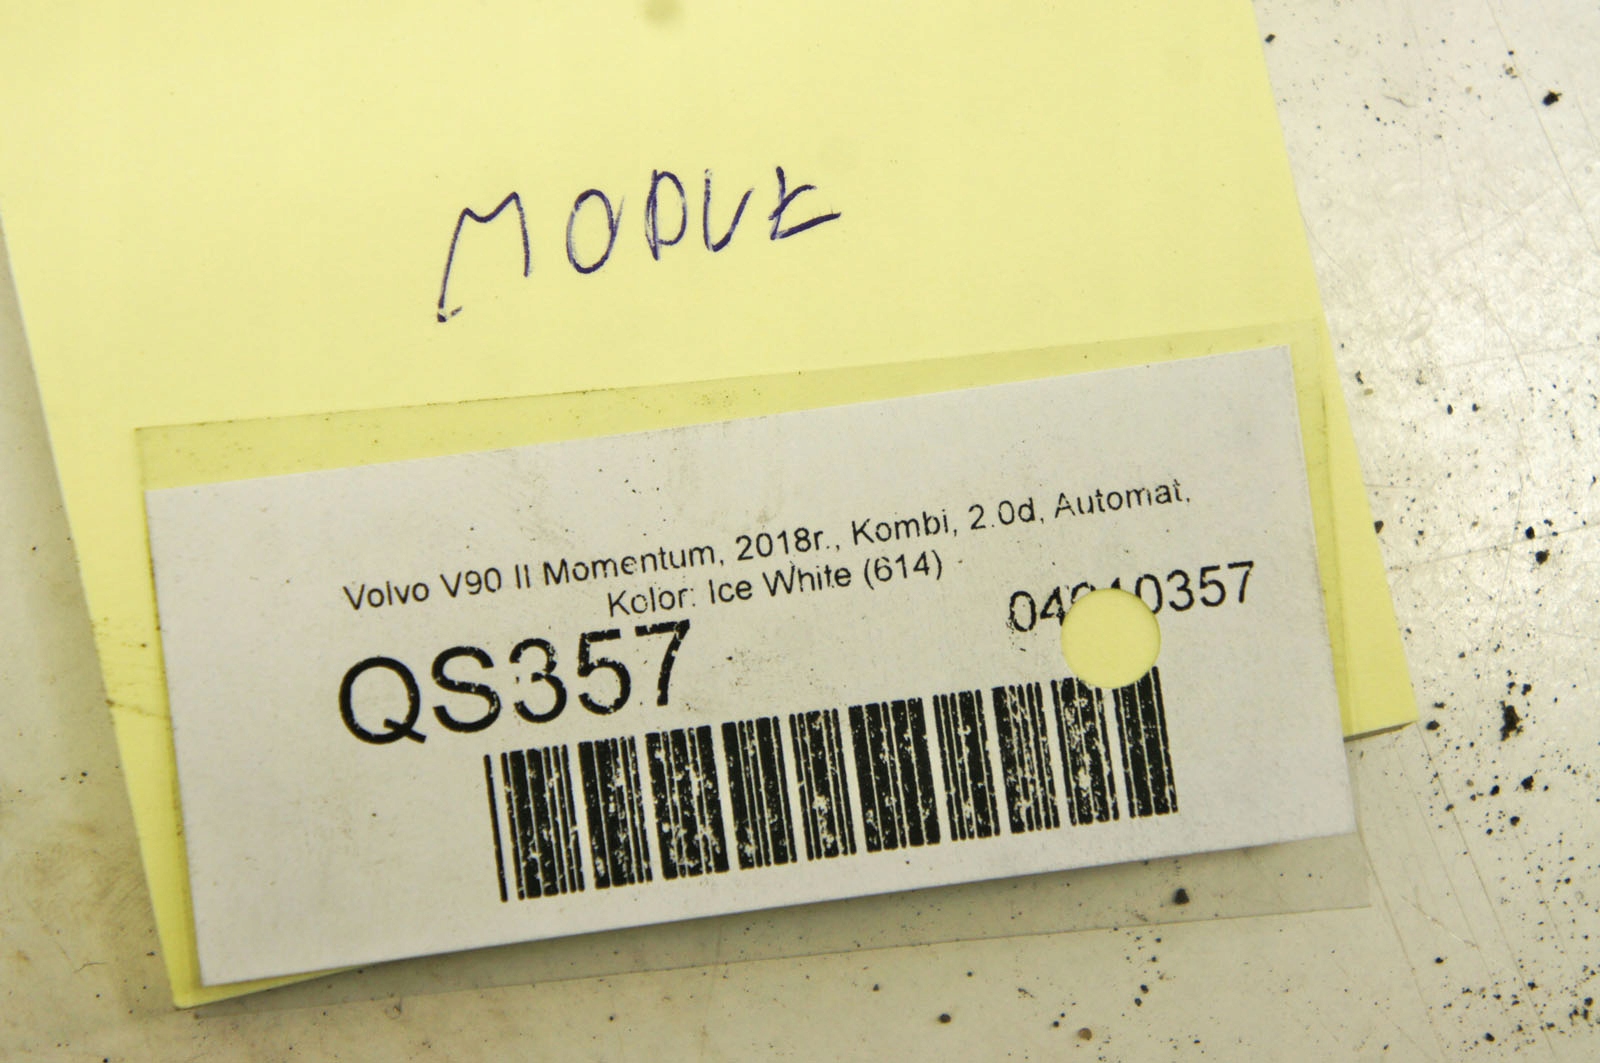 MODUŁ
Volvo V90 II Momentum, 2018r., Kombi, 2.0d, Automat,
Kolor: Ice White (614)
QS357